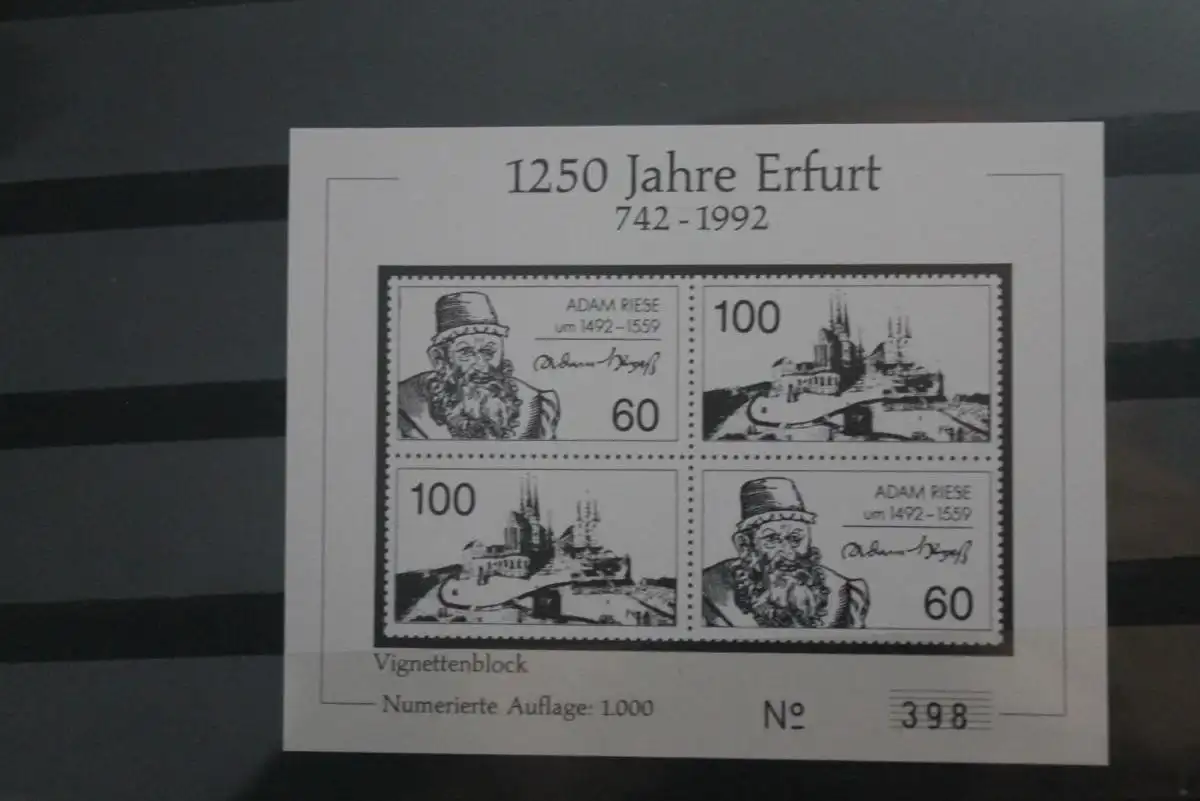 1250 Jahre Erfurt
742 - 1992
ADAM RIESE
um 1492-1559
60
100
100
ADAM RIESE
um 1492-1559
60
Vignettenblock
Numerierte Auflage: 1.000
Nº 398